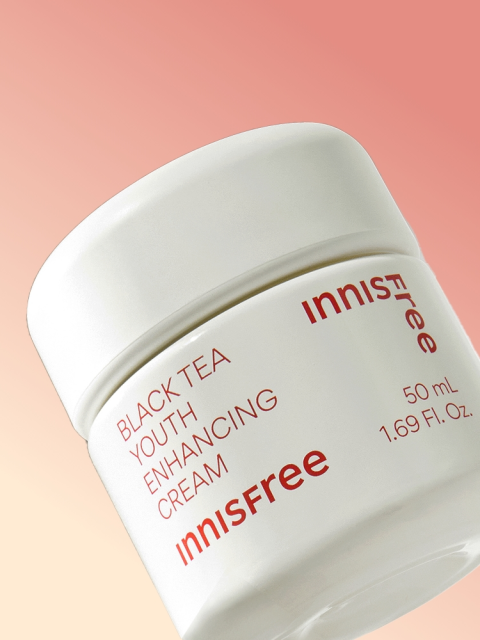 INNISFree
BLACK TEA
YOUTH
ENHANCING
CREAM
INNISFree
50 mL
1.69 Fl. Oz.